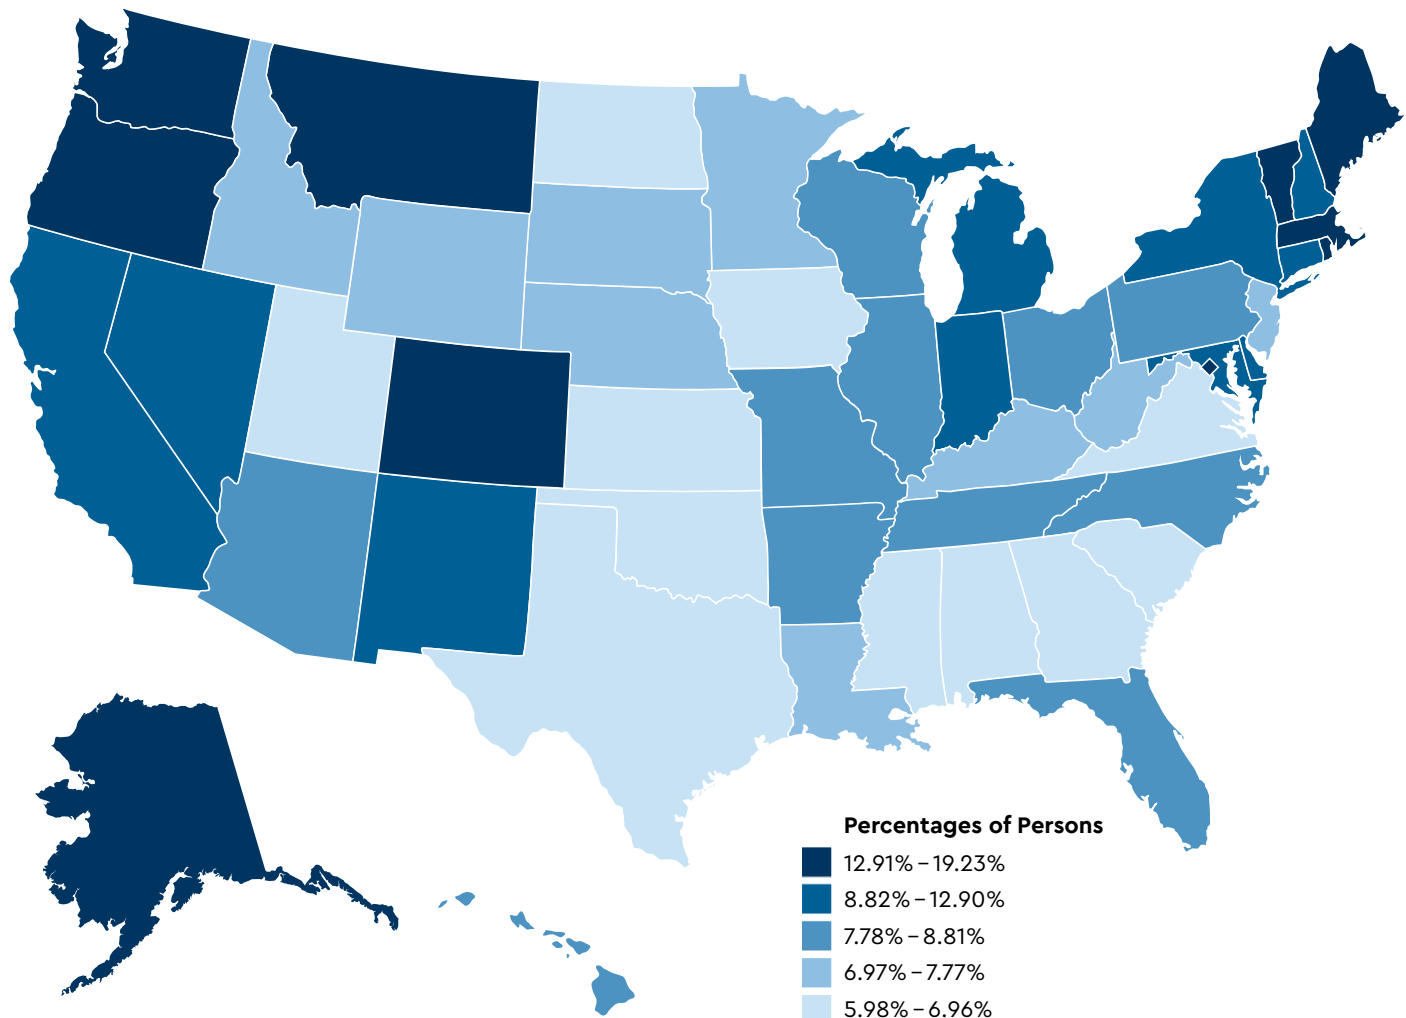 Percentages of Persons
12.91% – 19.23%
8.82% – 12.90%
7.78% – 8.81%
6.97% – 7.77%
5.98% – 6.96%